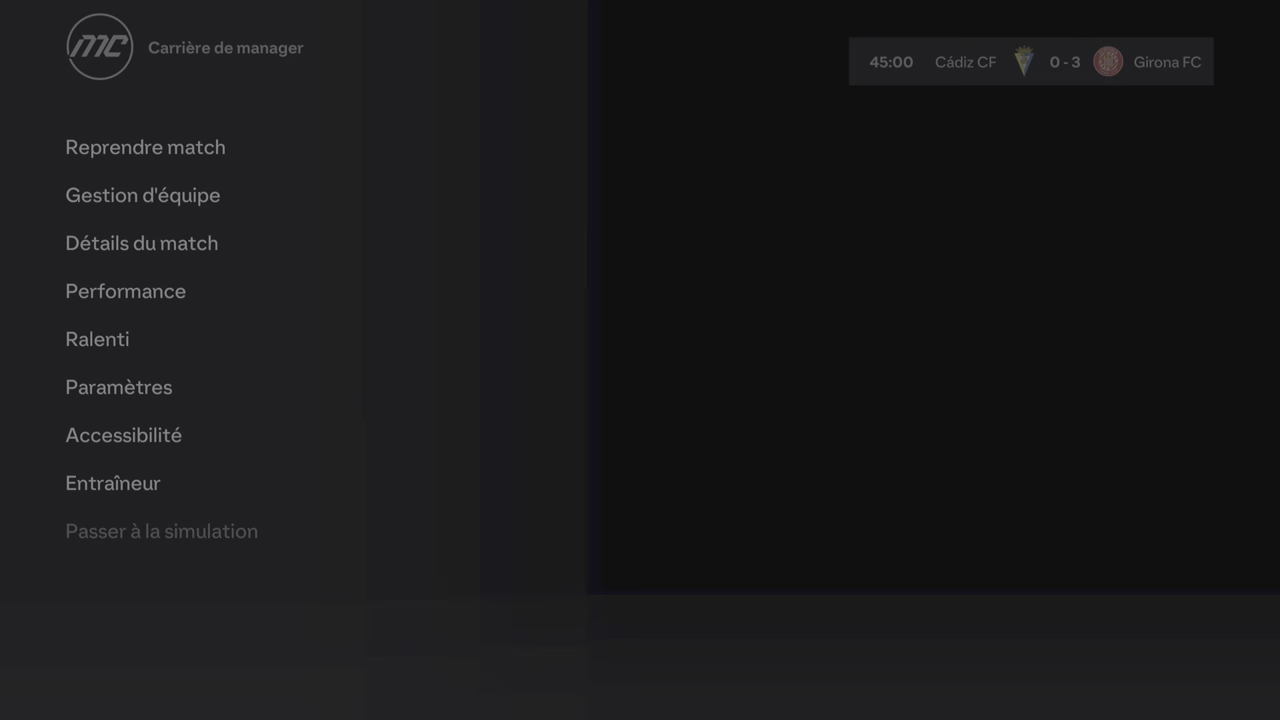 MC Carrière de manager
45:00 Cádiz CF 0 - 3 Girona FC
Reprendre match
Gestion d'équipe
Détails du match
Performance
Ralenti
Paramètres
Accessibilité
Entraîneur
Passer à la simulation